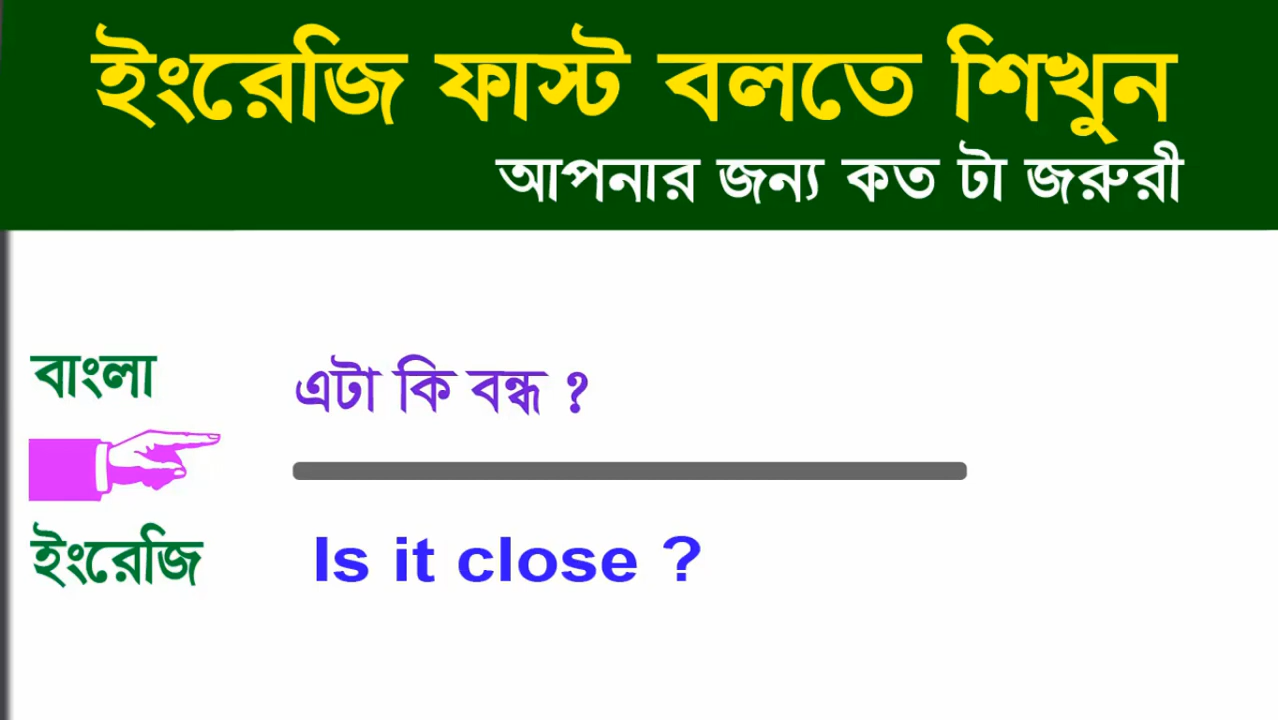 ইংরেজি ফাস্ট বলতে শিখুন
আপনার জন্য কত টা জরুরী
বাংলা
এটা কি বন্ধ ?
ইংরেজি
Is it close ?